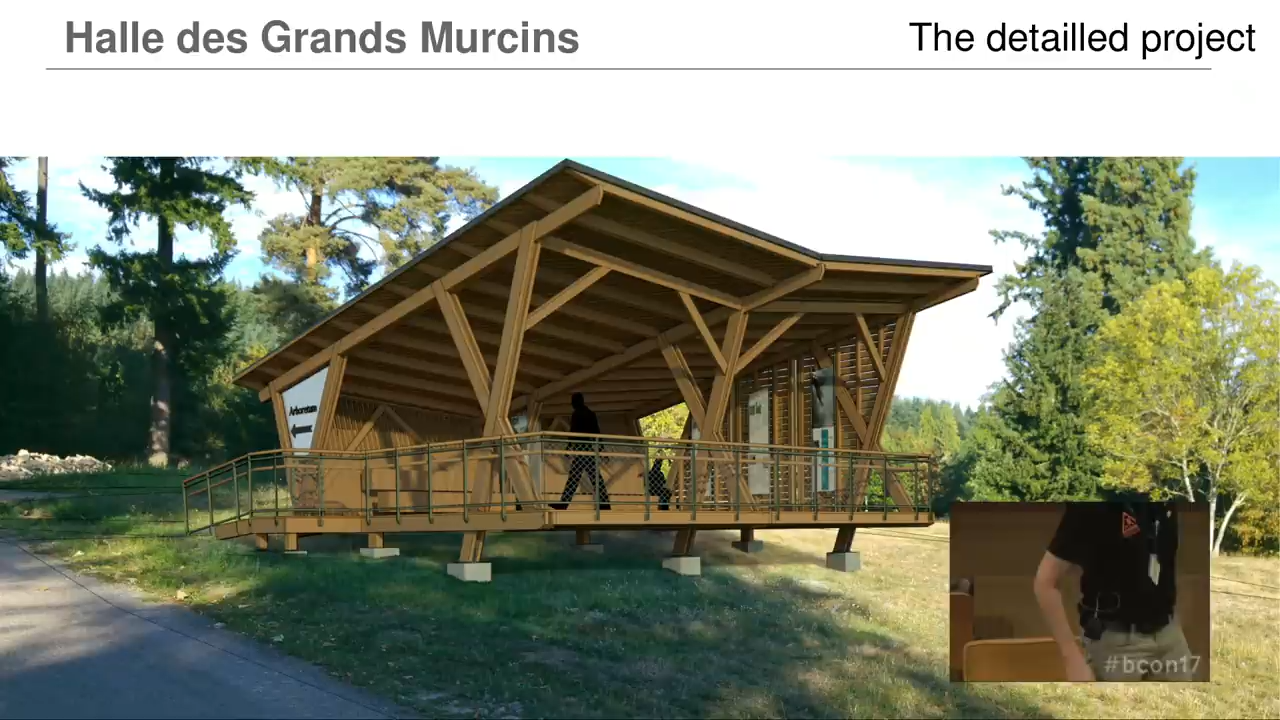 Halle des Grands Murcins
The detailled project
Arboretum
#bcon17